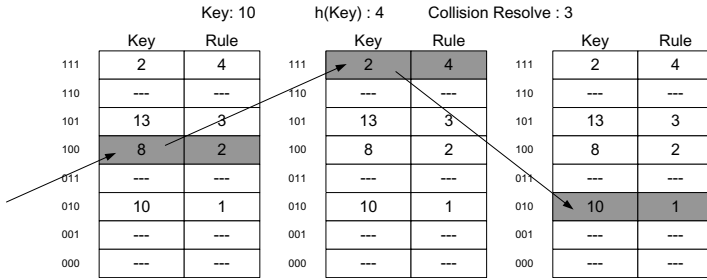 Key: 10 h(Key) : 4 Collision Resolve : 3
Key Rule Key Rule Key Rule
111 2 4 111 2 4 111 2 4
110 --- --- 110 --- --- 110 --- ---
101 13 3 101 13 3 101 13 3
100 8 2 100 8 2 100 8 2
011 --- --- 011 --- --- 011 --- ---
010 10 1 010 10 1 010 10 1
001 --- --- 001 --- --- 001 --- ---
000 --- --- 000 --- --- 000 --- ---